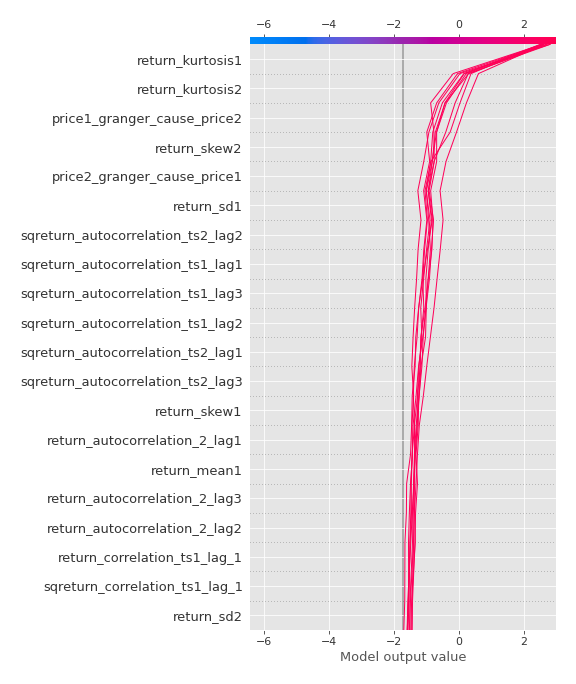 −6 −4 −2 0 2
return_kurtosis1
return_kurtosis2
price1_granger_cause_price2
return_skew2
price2_granger_cause_price1
return_sd1
sqreturn_autocorrelation_ts2_lag2
sqreturn_autocorrelation_ts1_lag1
sqreturn_autocorrelation_ts1_lag3
sqreturn_autocorrelation_ts1_lag2
sqreturn_autocorrelation_ts2_lag1
sqreturn_autocorrelation_ts2_lag3
return_skew1
return_autocorrelation_2_lag1
return_mean1
return_autocorrelation_2_lag3
return_autocorrelation_2_lag2
return_correlation_ts1_lag_1
sqreturn_correlation_ts1_lag_1
return_sd2
−6 −4 −2 0 2
Model output value